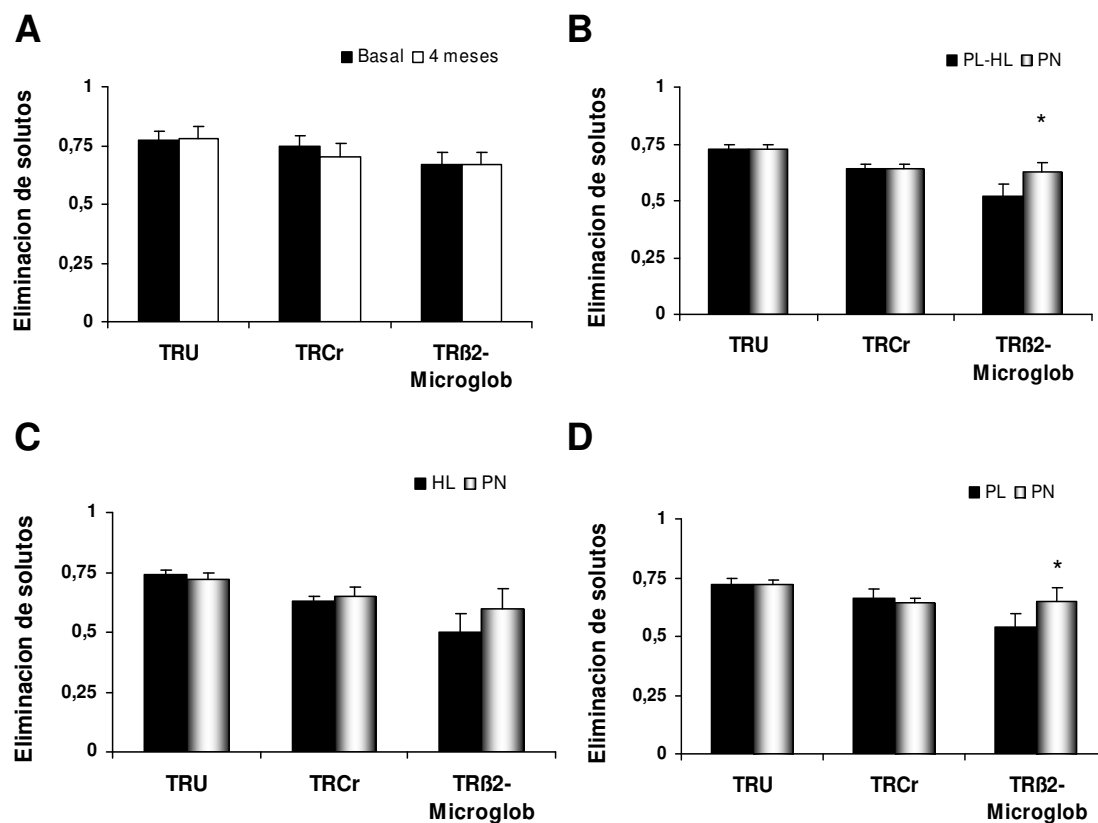 A
Basal 4 meses
Eliminacion de solutos
1
0,75
0,5
0,25
0
TRU TRCr TRß2-
Microglob
B
PL-HL PN
*
Eliminacion de solutos
1
0,75
0,5
0,25
0
TRU TRCr TRß2-
Microglob
C
HL PN
Eliminacion de solutos
1
0,75
0,5
0,25
0
TRU TRCr TRß2-
Microglob
D
PL PN
*
Eliminacion de solutos
1
0,75
0,5
0,25
0
TRU TRCr TRß2-
Microglob